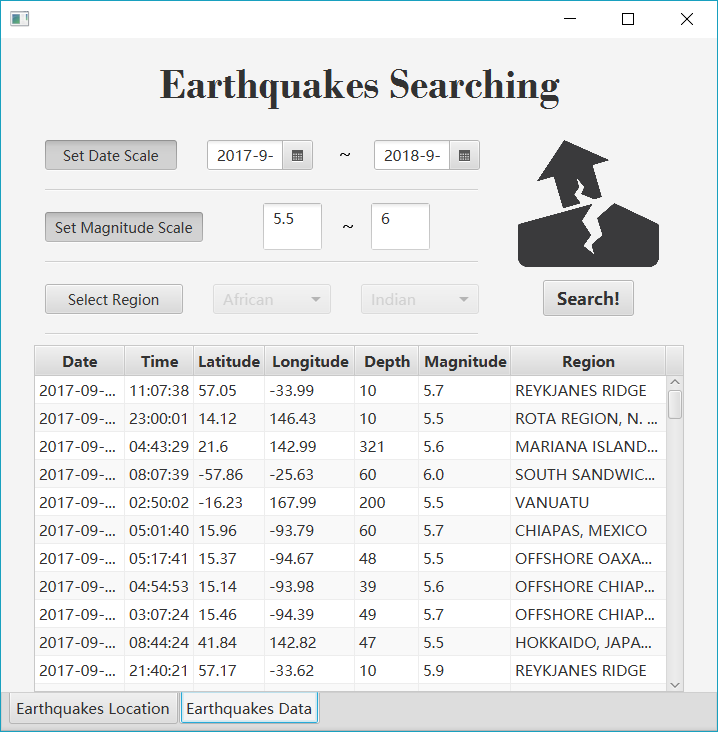 Earthquakes Searching
Set Date Scale 2017-9- ~ 2018-9-
Set Magnitude Scale 5.5 ~ 6
Select Region African Indian Search!
Date Time Latitude Longitude Depth Magnitude Region
2017-09-... 11:07:38 57.05 -33.99 10 5.7 REYKJANES RIDGE
2017-09-... 23:00:01 14.12 146.43 10 5.5 ROTA REGION, N. ...
2017-09-... 04:43:29 21.6 142.99 321 5.6 MARIANA ISLAND...
2017-09-... 08:07:39 -57.86 -25.63 60 6.0 SOUTH SANDWIC...
2017-09-... 02:50:02 -16.23 167.99 200 5.5 VANUATU
2017-09-... 05:01:40 15.96 -93.79 60 5.7 CHIAPAS, MEXICO
2017-09-... 05:17:41 15.37 -94.67 48 5.5 OFFSHORE OAXA...
2017-09-... 04:54:53 15.14 -93.98 39 5.6 OFFSHORE CHIAP...
2017-09-... 03:07:24 15.46 -94.39 49 5.7 OFFSHORE CHIAP...
2017-09-... 08:44:24 41.84 142.82 47 5.5 HOKKAIDO, JAPA...
2017-09-... 21:40:21 57.17 -33.62 10 5.9 REYKJANES RIDGE
Earthquakes Location Earthquakes Data